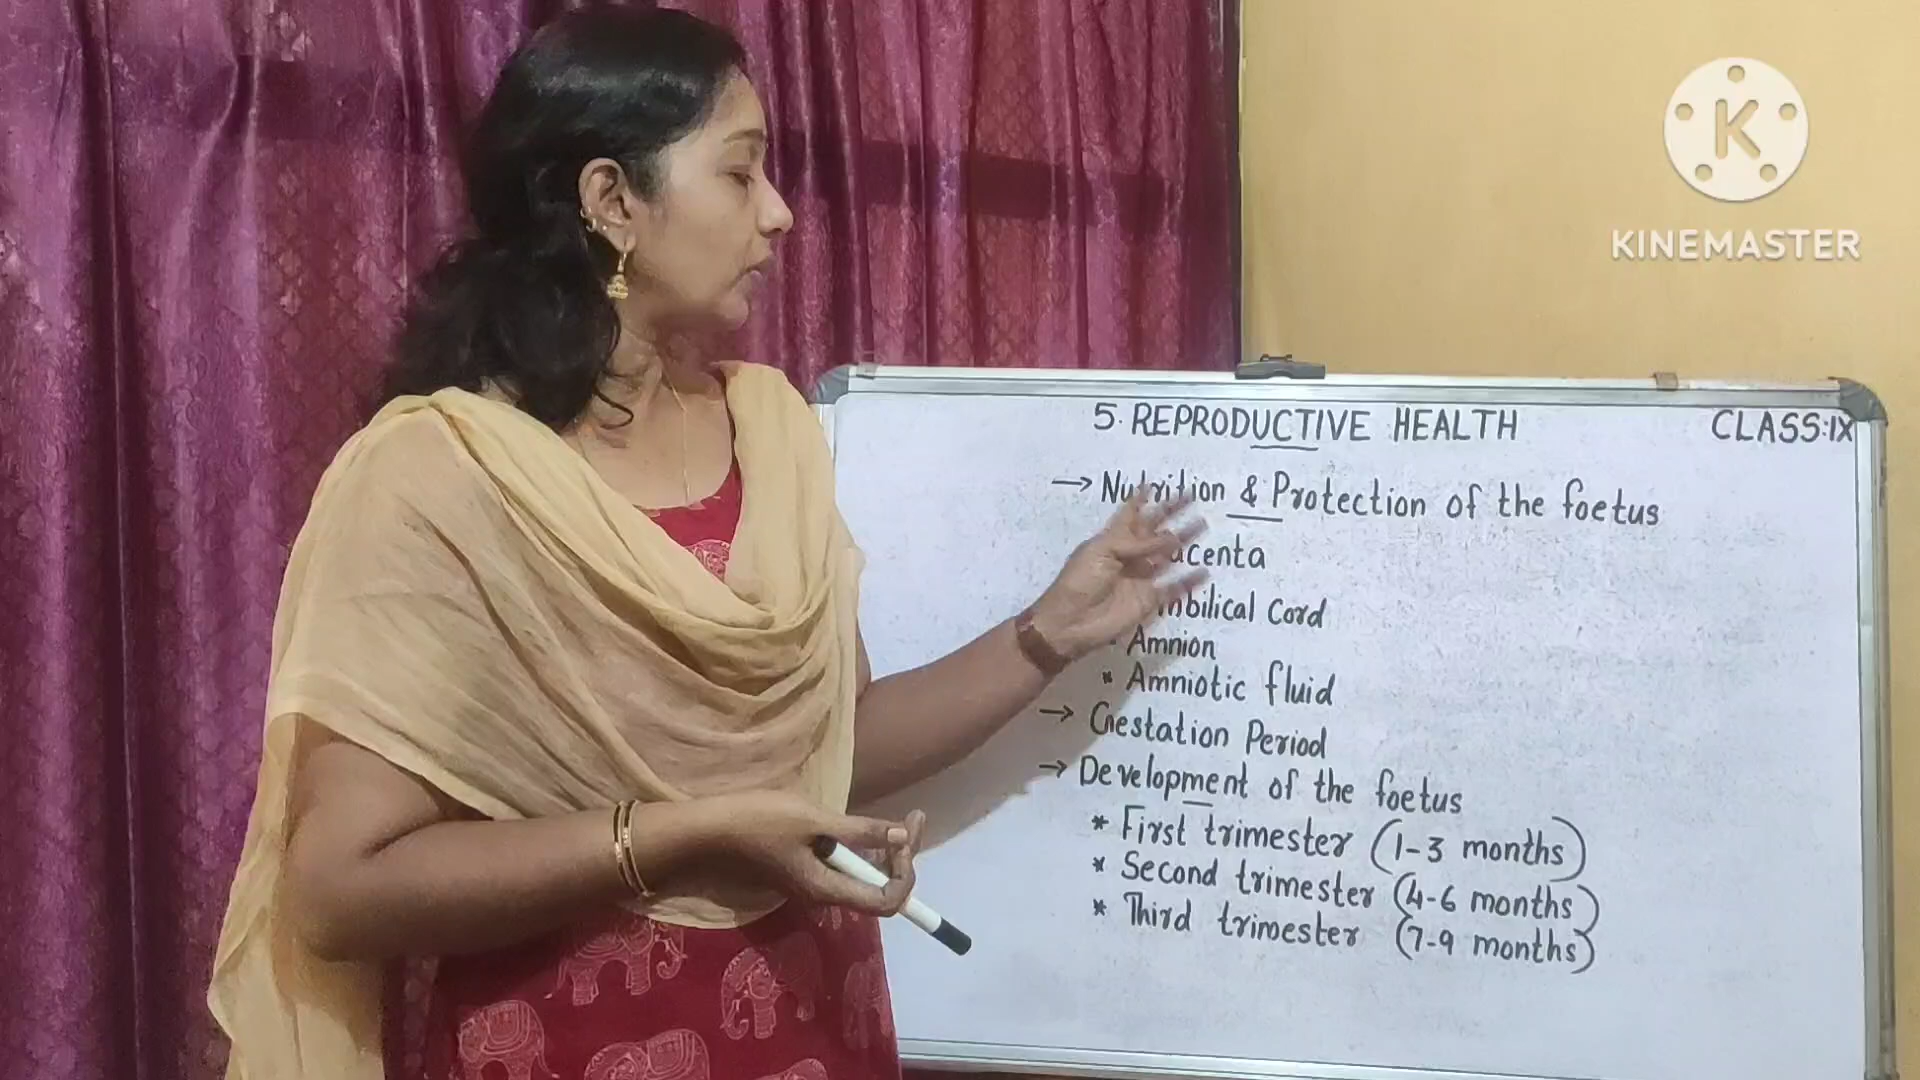 K
KINEMASTER
5. REPRODUCTIVE HEALTH CLASS:IX
→ Nutrition & Protection of the foetus
Cord
Amnion
* Amniotic fluid
→ Gestation Period
→ Development of the foetus
* First trimester (1-3 months)
* Second trimester (4-6 months)
* Third trimester (7-9 months)